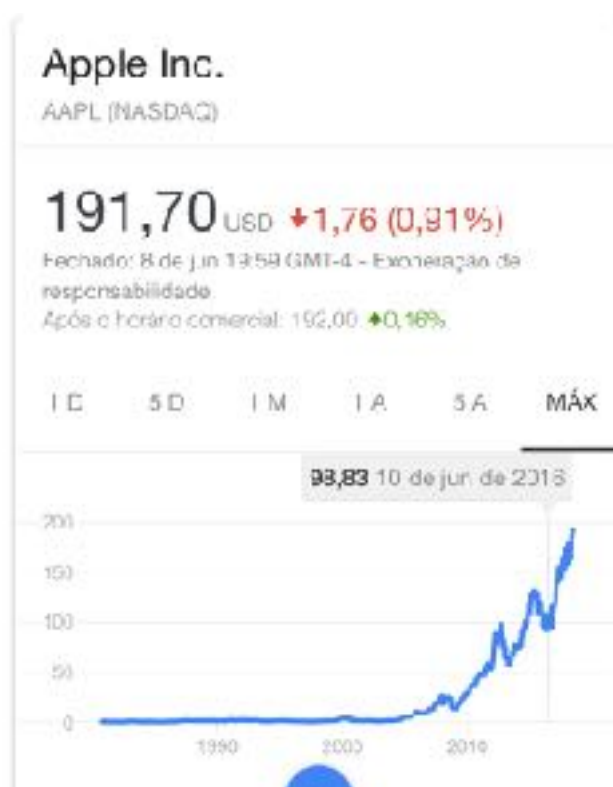 Apple Inc.
AAPL (NASDAQ)
191,70 USD 1,76 (0,91%)
Fechado: 8 de jun 19:59 GMT-4 - Exoneração de
responsabilidade
Após o horário comercial: 192,00 0,16%
1 D 5 D 1 M 1 A 5 A MÁX
93,83 10 de jun de 2016
200
150
100
50
0
1990 2000 2010